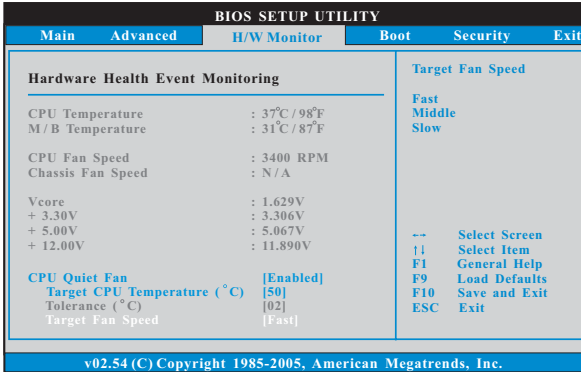 BIOS SETUP UTILITY
Main Advanced H/W Monitor Boot Security Exit
Hardware Health Event Monitoring
CPU Temperature : 37°C / 98°F
M / B Temperature : 31°C / 87°F
CPU Fan Speed : 3400 RPM
Chassis Fan Speed : N / A
Vcore : 1.629V
+ 3.30V : 3.306V
+ 5.00V : 5.067V
+ 12.00V : 11.890V
CPU Quiet Fan [Enabled]
Target CPU Temperature (°C) [50]
Tolerance (°C) [02]
Target Fan Speed [Fast]
Target Fan Speed
Fast
Middle
Slow
←→ Select Screen
↑↓ Select Item
F1 General Help
F9 Load Defaults
F10 Save and Exit
ESC Exit
v02.54 (C) Copyright 1985-2005, American Megatrends, Inc.